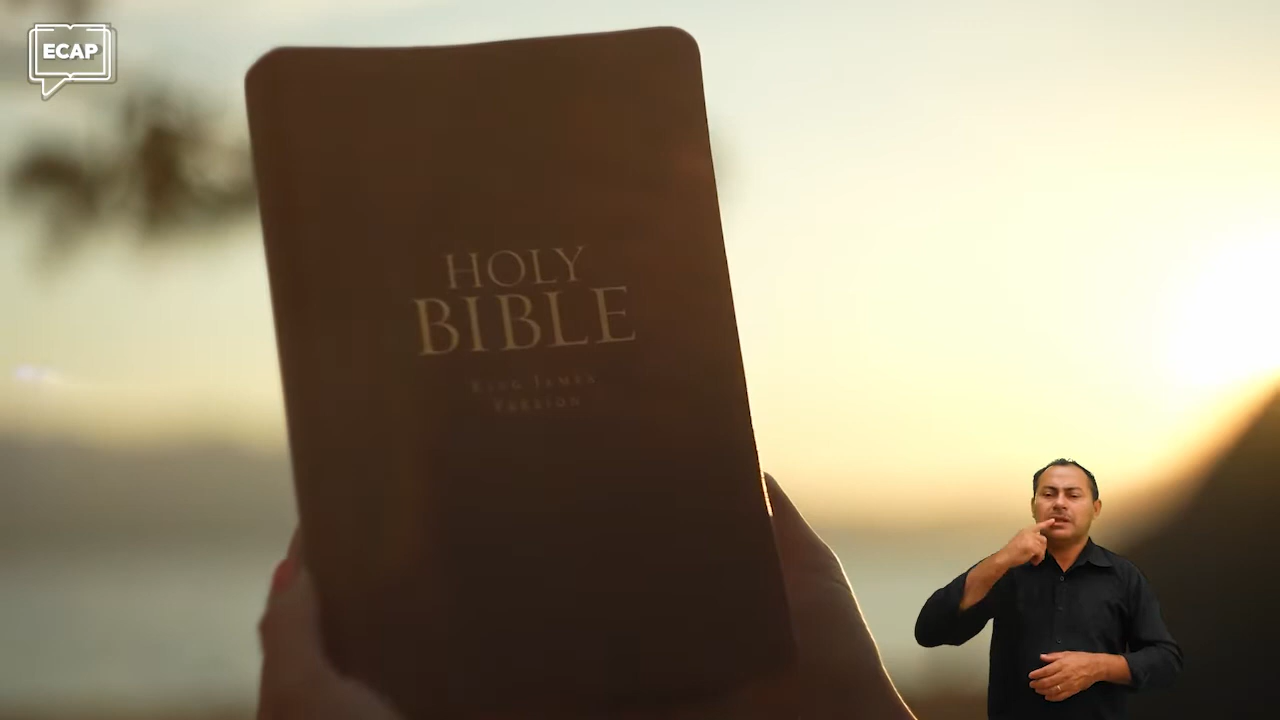 ECAP
HOLY
BIBLE
KING JAMES
VERSION